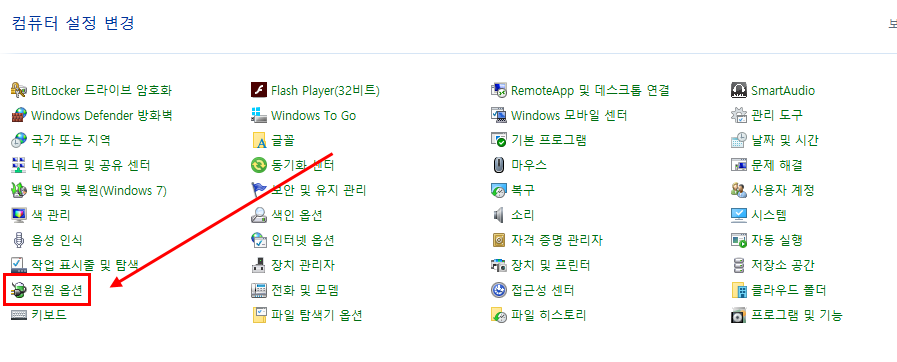 컴퓨터 설정 변경
BitLocker 드라이브 암호화 Flash Player(32비트) RemoteApp 및 데스크톱 연결 SmartAudio
Windows Defender 방화벽 Windows To Go Windows 모바일 센터 관리 도구
국가 또는 지역 글꼴 기본 프로그램 날짜 및 시간
네트워크 및 공유 센터 동기화 센터 마우스 문제 해결
백업 및 복원(Windows 7) 보안 및 유지 관리 복구 사용자 계정
색 관리 색인 옵션 소리 시스템
음성 인식 인터넷 옵션 자격 증명 관리자 자동 실행
작업 표시줄 및 탐색 장치 관리자 장치 및 프린터 저장소 공간
전원 옵션 전화 및 모뎀 접근성 센터 클라우드 폴더
키보드 파일 탐색기 옵션 파일 히스토리 프로그램 및 기능